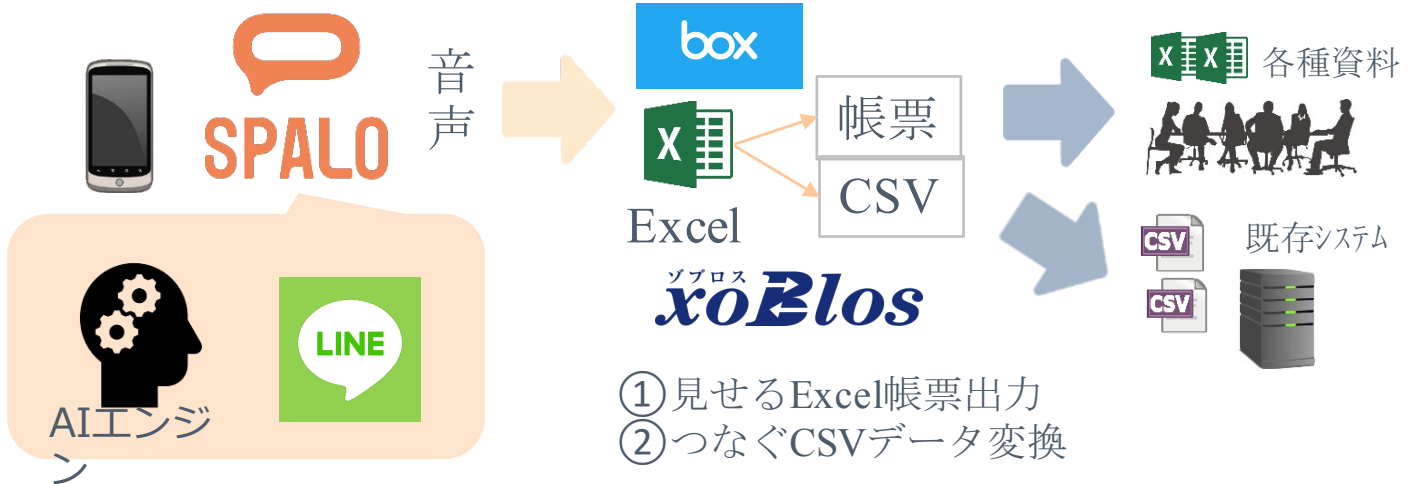 SPALO
音声
AIエンジ
ン
LINE
box
X
Excel
帳票
CSV
ゾブロス
xoBlos
①見せるExcel帳票出力
②つなぐCSVデータ変換
X
X
各種資料
CSV
CSV
既存システム